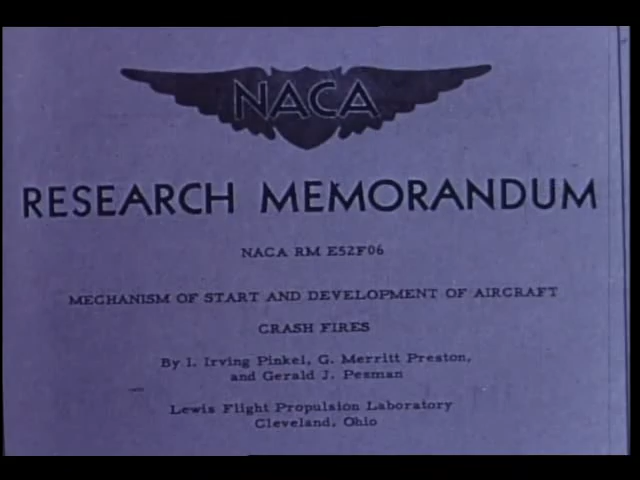 NACA
RESEARCH MEMORANDUM
NACA RM E52F06
MECHANISM OF START AND DEVELOPMENT OF AIRCRAFT
CRASH FIRES
By I. Irving Pinkel, G. Merritt Preston,
and Gerald J. Pesman
Lewis Flight Propulsion Laboratory
Cleveland, Ohio